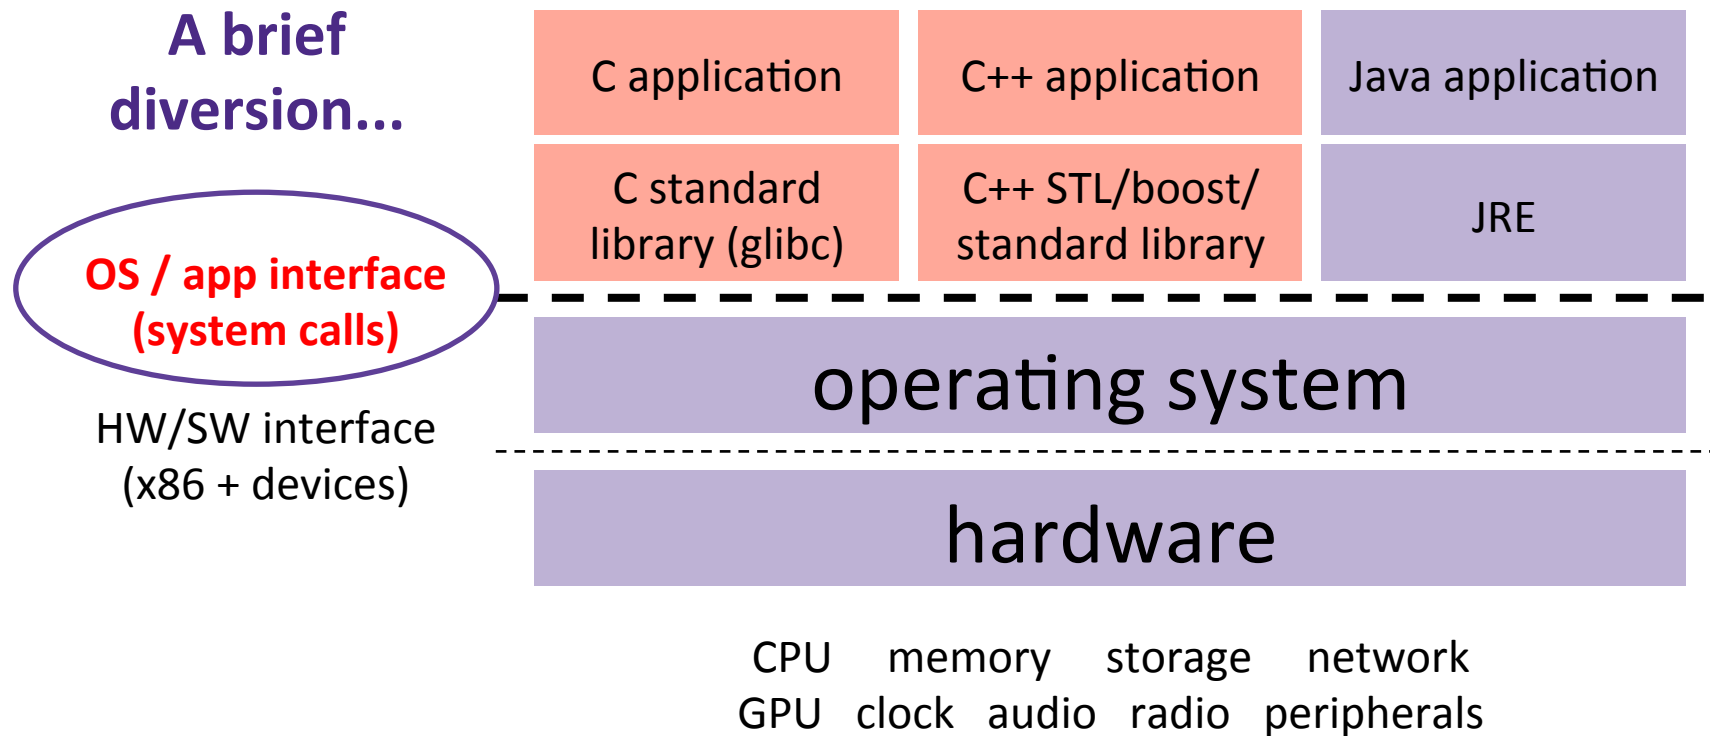 A brief
diversion...
C application
C++ application
Java application
C standard
library (glibc)
C++ STL/boost/
standard library
JRE
OS / app interface
(system calls)
operating system
HW/SW interface
(x86 + devices)
hardware
CPU memory storage network
GPU clock audio radio peripherals